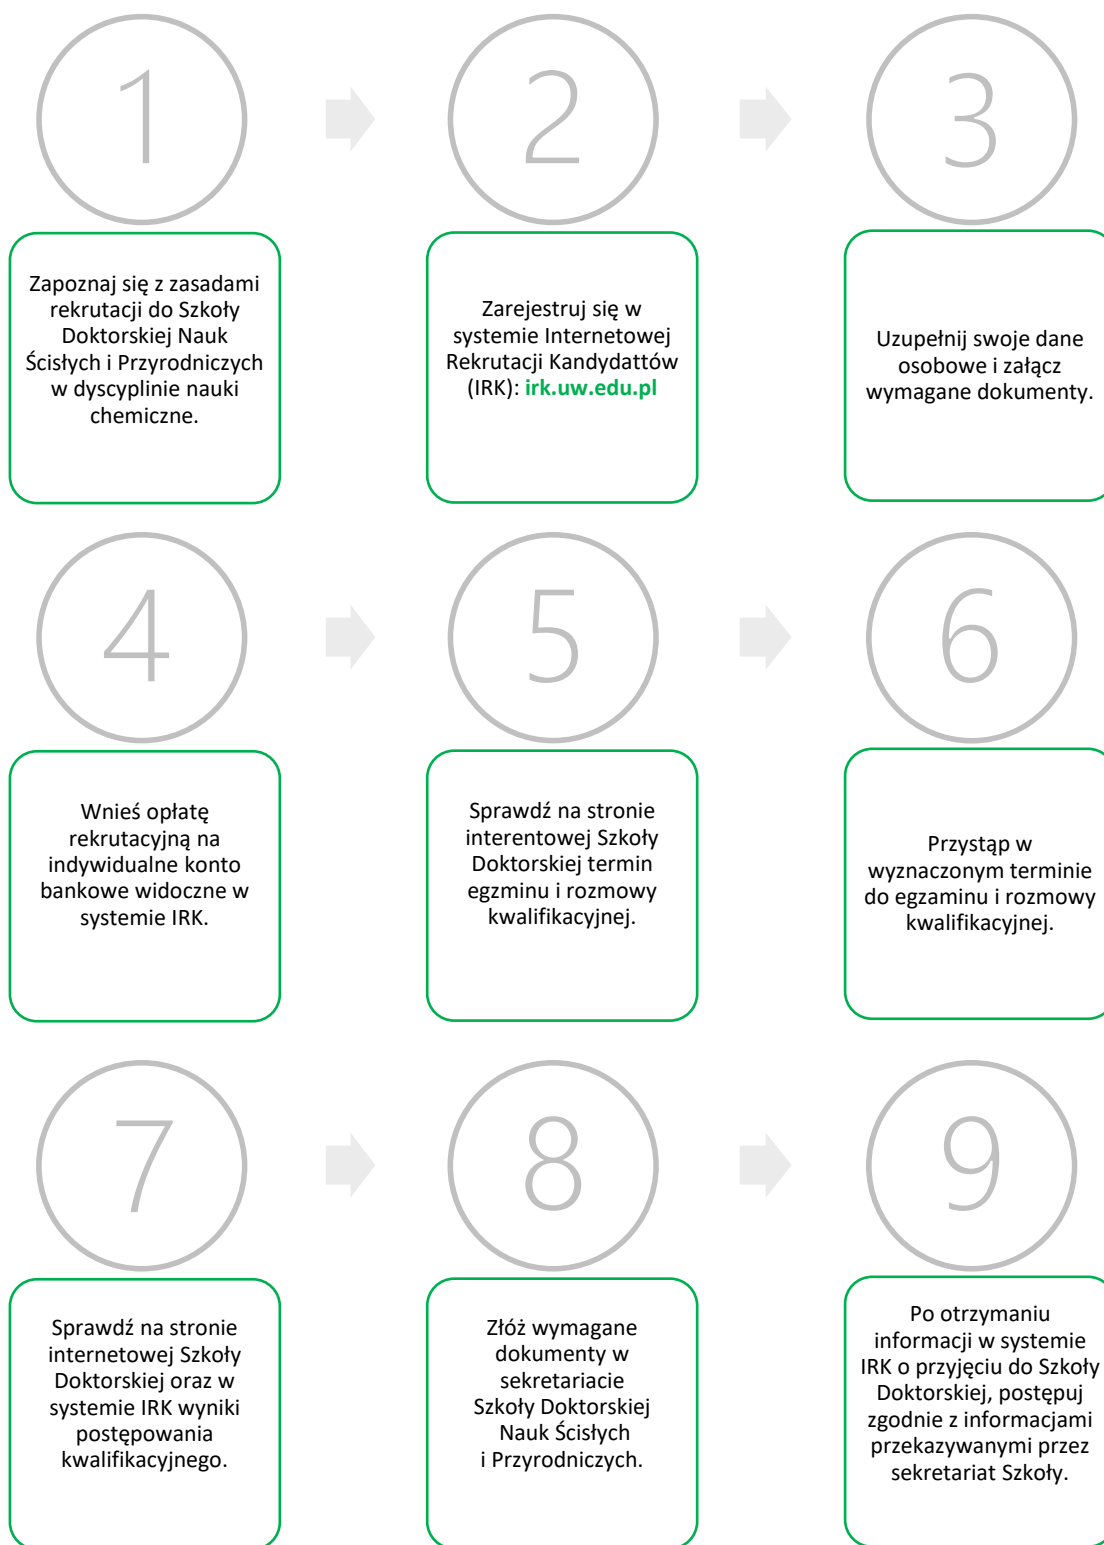 1
2
3
Zapoznaj się z zasadami
rekrutacji do Szkoły
Doktorskiej Nauk
Ścisłych i Przyrodniczych
w dyscyplinie nauki
chemiczne.
Zarejestruj się w
systemie Internetowej
Rekrutacji Kandydattów
(IRK): irk.uw.edu.pl
Uzupełnij swoje dane
osobowe i załącz
wymagane dokumenty.
4
5
6
Wnieś opłatę
rekrutacyjną na
indywidualne konto
bankowe widoczne w
systemie IRK.
Sprawdź na stronie
interentowej Szkoły
Doktorskiej termin
egzminu i rozmowy
kwalifikacyjnej.
Przystąp w
wyznaczonym terminie
do egzaminu i rozmowy
kwalifikacyjnej.
7
8
9
Sprawdź na stronie
internetowej Szkoły
Doktorskiej oraz w
systemie IRK wyniki
postępowania
kwalifikacyjnego.
Złóż wymagane
dokumenty w
sekretariacie
Szkoły Doktorskiej
Nauk Ścisłych
i Przyrodniczych.
Po otrzymaniu
informacji w systemie
IRK o przyjęciu do Szkoły
Doktorskiej, postępuj
zgodnie z informacjami
przekazywanymi przez
sekretariat Szkoły.